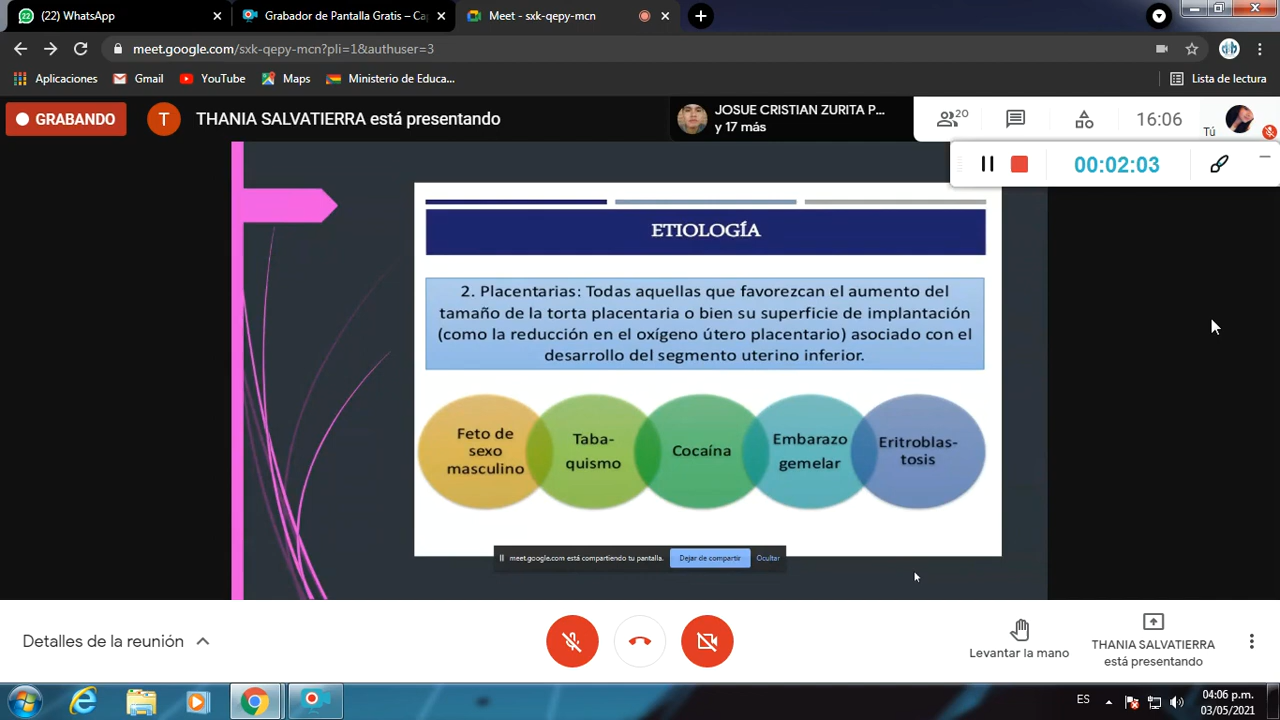 (22) WhatsApp
Grabador de Pantalla Gratis – Ca
Meet - sxk-qepy-mcn
meet.google.com/sxk-qepy-mcn?pli=1&authuser=3
Aplicaciones
Gmail
YouTube
Maps
Ministerio de Educa...
Lista de lectura
GRABANDO
T
THANIA SALVATIERRA está presentando
JOSUE CRISTIAN ZURITA P...
y 17 más
20
16:06
Tú
00:02:03
ETIOLOGÍA
2. Placentarias: Todas aquellas que favorezcan el aumento del
tamaño de la torta placentaria o bien su superficie de implantación
(como la reducción en el oxígeno útero placentario) asociado con el
desarrollo del segmento uterino inferior.
Feto de
sexo
masculino
Taba-
quismo
Cocaína
Embarazo
gemelar
Eritroblas-
tosis
meet.google.com está compartiendo tu pantalla.
Dejar de compartir
Ocultar
Detalles de la reunión
Levantar la mano
THANIA SALVATIERRA
está presentando
ES
04:06 p.m.
03/05/2021